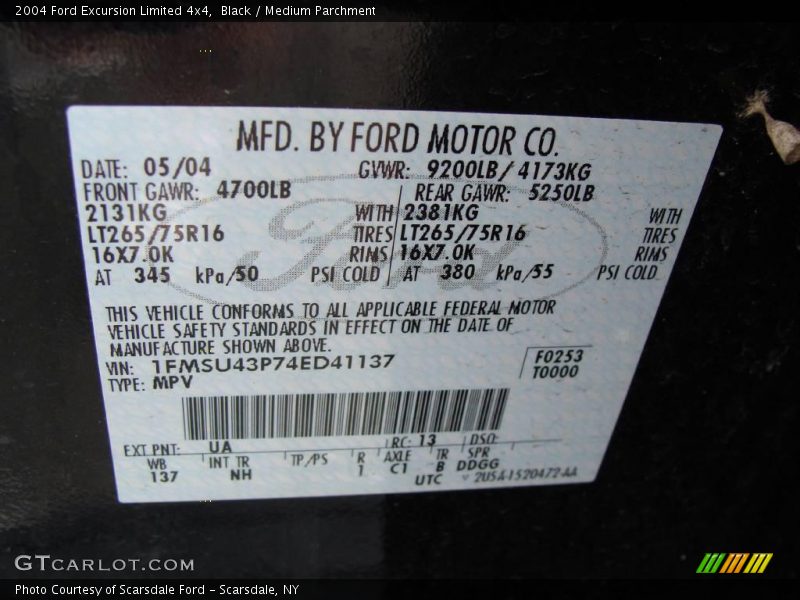 2004 Ford Excursion Limited 4x4, Black / Medium Parchment
MFD. BY FORD MOTOR CO.
DATE: 05/04 GVWR: 9200LB / 4173KG
FRONT GAWR: 4700LB REAR GAWR: 5250LB
2131KG WITH 2381KG WITH
LT265/75R16 TIRES LT265/75R16 TIRES
16X7.0K RIMS 16X7.0K RIMS
AT 345 kPa/50 PSI COLD AT 380 kPa/55 PSI COLD
Ford
THIS VEHICLE CONFORMS TO ALL APPLICABLE FEDERAL MOTOR
VEHICLE SAFETY STANDARDS IN EFFECT ON THE DATE OF
MANUFACTURE SHOWN ABOVE.
VIN: 1FMSU43P74ED41137 F0253
TYPE: MPV T0000
EXT PNT: UA RC: 13 DSO:
WB INT TR TP/PS R AXLE TR SPR
137 NH 1 C1 B DDGG
UTC 2U5A-1520472-AA
GTCARLOT.COM
Photo Courtesy of Scarsdale Ford - Scarsdale, NY